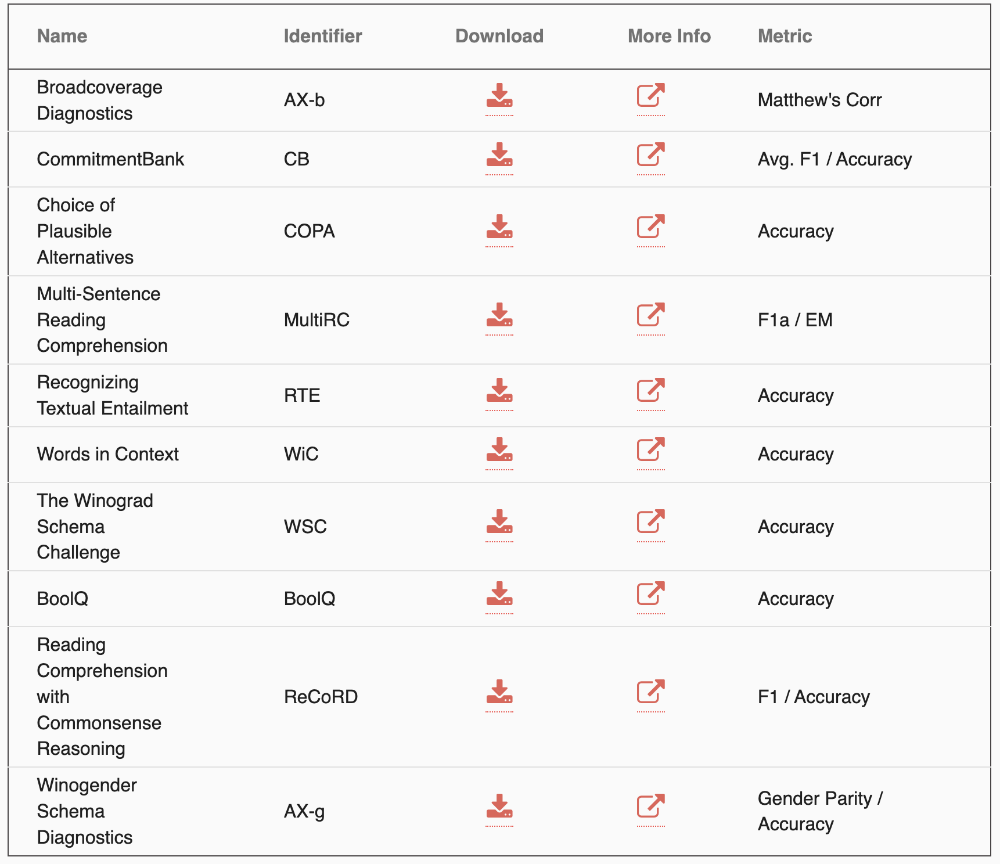 Name Identifier Download More Info Metric
Broadcoverage
Diagnostics
AX-b
Matthew's Corr
CommitmentBank CB Avg. F1 / Accuracy
Choice of
Plausible
Alternatives
COPA
Accuracy
Multi-Sentence
Reading
Comprehension
MultiRC
F1a / EM
Recognizing
Textual Entailment
RTE
Accuracy
Words in Context WiC Accuracy
The Winograd
Schema
Challenge
WSC
Accuracy
BoolQ BoolQ Accuracy
Reading
Comprehension
with
Commonsense
Reasoning
ReCoRD
F1 / Accuracy
Winogender
Schema
Diagnostics
AX-g
Gender Parity /
Accuracy